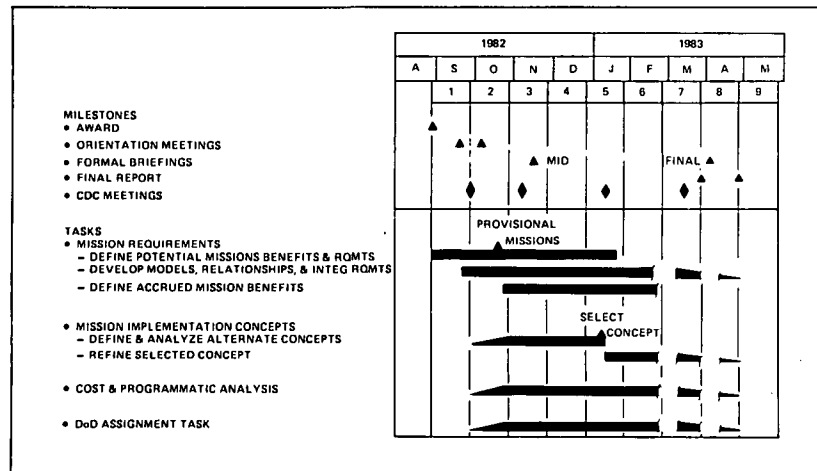 1982 1983
A S O N D J F M A M
1 2 3 4 5 6 7 8 9
MILESTONES
• AWARD
• ORIENTATION MEETINGS
• FORMAL BRIEFINGS MID FINAL
• FINAL REPORT
• CDC MEETINGS
TASKS
PROVISIONAL
• MISSION REQUIREMENTS MISSIONS
– DEFINE POTENTIAL MISSIONS BENEFITS & RQMTS
– DEVELOP MODELS, RELATIONSHIPS, & INTEG RQMTS
– DEFINE ACCRUED MISSION BENEFITS
SELECT
• MISSION IMPLEMENTATION CONCEPTS CONCEPT
– DEFINE & ANALYZE ALTERNATE CONCEPTS
– REFINE SELECTED CONCEPT
• COST & PROGRAMMATIC ANALYSIS
• DoD ASSIGNMENT TASK